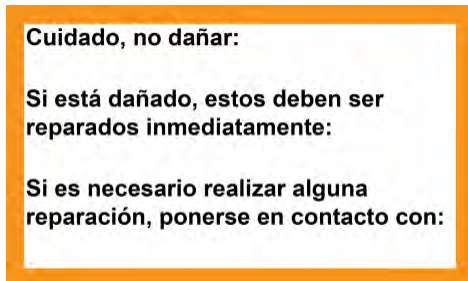 Cuidado, no dañar:
Si está dañado, estos deben ser
reparados inmediatamente:
Si es necesario realizar alguna
reparación, ponerse en contacto con: